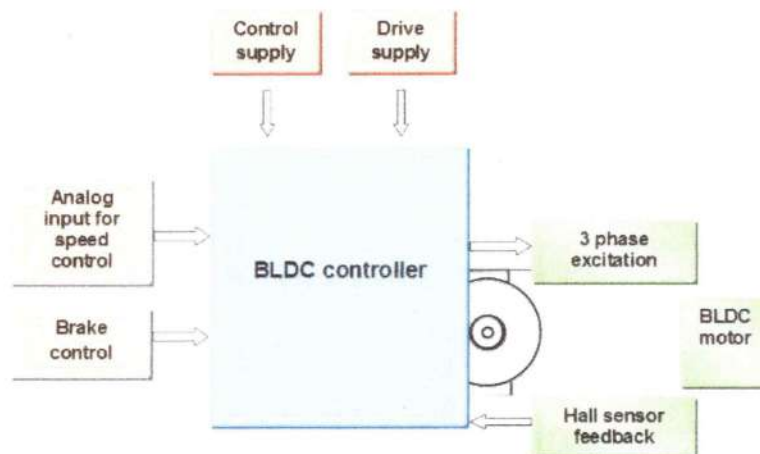 Control
supply
Drive
supply
Analog
input for
speed
control
BLDC controller
3 phase
excitation
Brake
control
BLDC
motor
Hall sensor
feedback